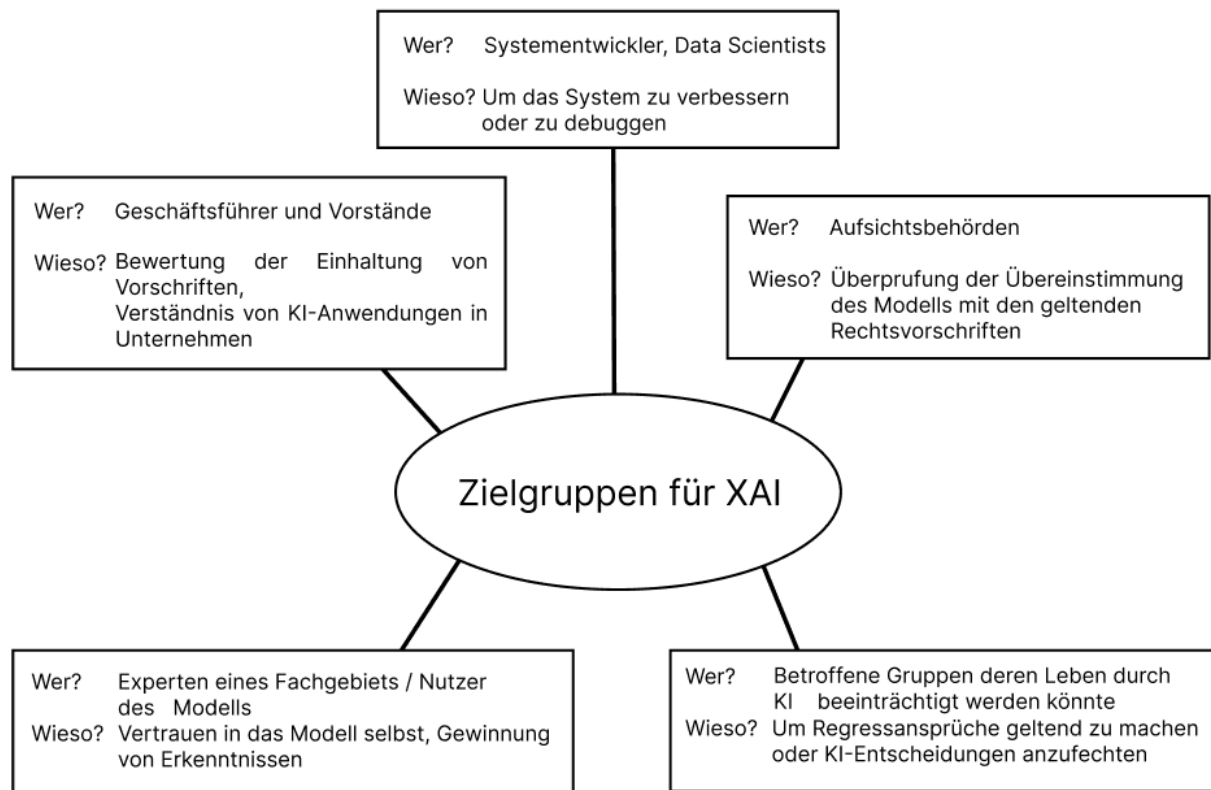 Wer? Systementwickler, Data Scientists
Wieso? Um das System zu verbessern
oder zu debuggen
Wer? Geschäftsführer und Vorstände
Wieso? Bewertung der Einhaltung von
Vorschriften,
Verständnis von KI-Anwendungen in
Unternehmen
Wer? Aufsichtsbehörden
Wieso? Überprufung der Übereinstimmung
des Modells mit den geltenden
Rechtsvorschriften
Zielgruppen für XAI
Wer? Experten eines Fachgebiets / Nutzer
des Modells
Wieso? Vertrauen in das Modell selbst, Gewinnung
von Erkenntnissen
Wer? Betroffene Gruppen deren Leben durch
KI beeinträchtigt werden könnte
Wieso? Um Regressansprüche geltend zu machen
oder KI-Entscheidungen anzufechten